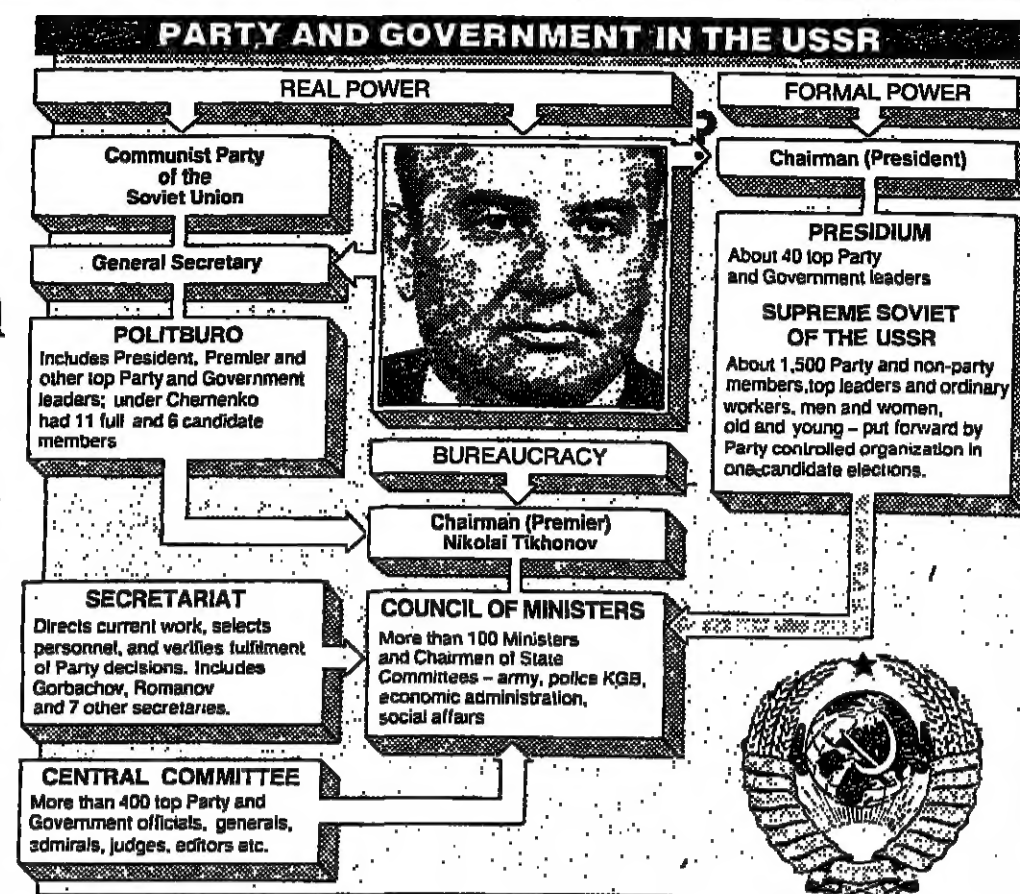 PARTY AND GOVERNMENT IN THE USSR
REAL POWER
Communist Party
of the
Soviet Union
General Secretary
POLITBURO
Includes President, Premier and
other top Party and Government
leaders; under Chernenko
had 11 full and 6 candidate
members
BUREAUCRACY
Chairman (Premier)
Nikolai Tikhonov
SECRETARIAT
Directs current work, selects
personnel, and verifies fulfilment
of Party decisions. Includes
Gorbachov, Romanov
and 7 other secretaries.
COUNCIL OF MINISTERS
More than 100 Ministers
and Chairmen of State
Committees – army, police KGB,
economic administration,
social affairs
CENTRAL COMMITTEE
More than 400 top Party and
Government officials, generals,
admirals, judges, editors etc.
FORMAL POWER
?
Chairman (President)
PRESIDIUM
About 40 top Party
and Government leaders
SUPREME SOVIET
OF THE USSR
About 1,500 Party and non-party
members, top leaders and ordinary
workers, men and women,
old and young – put forward by
Party controlled organization in
one-candidate elections.